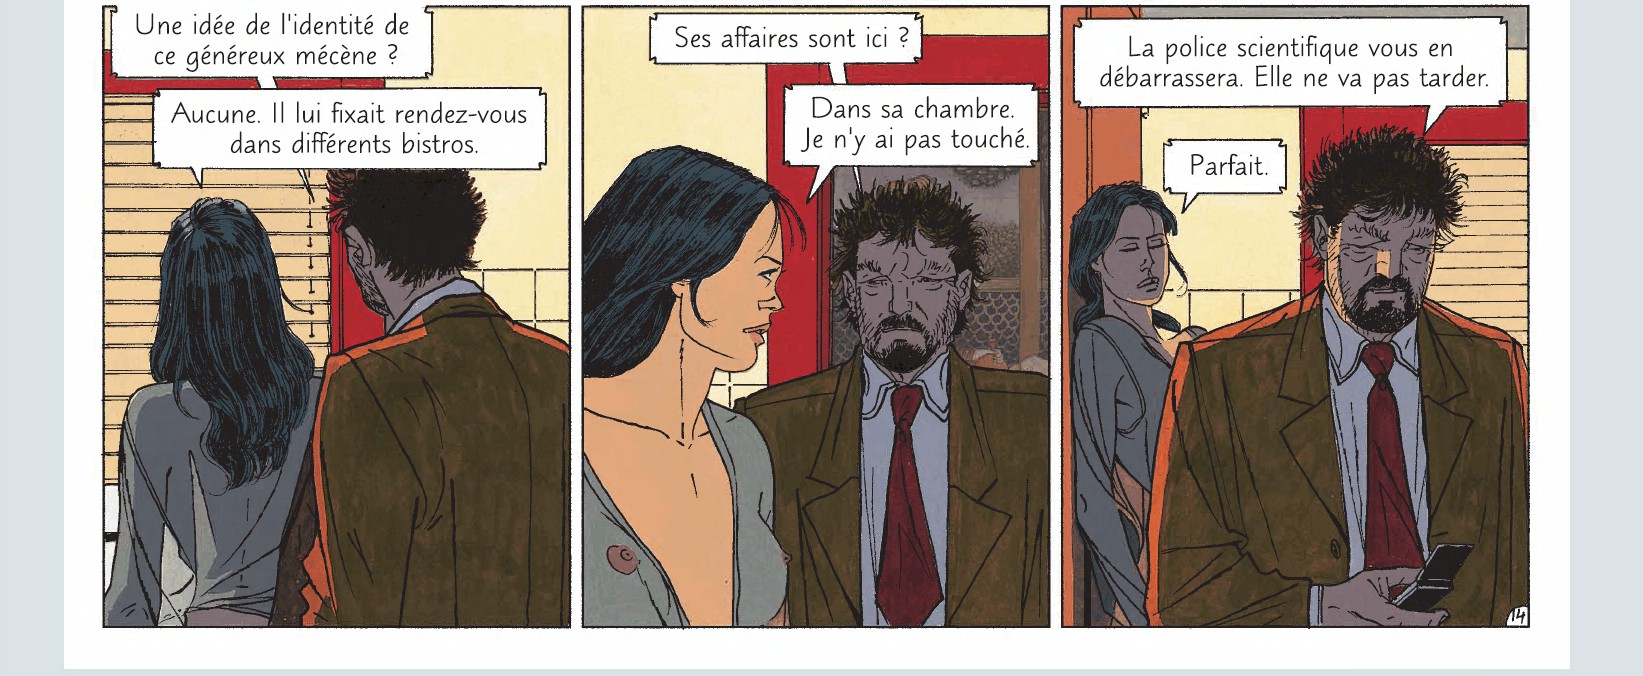 Une idée de l'identité de
ce généreux mécène ?
Aucune. Il lui fixait rendez-vous
dans différents bistros.
Ses affaires sont ici ?
Dans sa chambre.
Je n'y ai pas touché.
La police scientifique vous en
débarrassera. Elle ne va pas tarder.
Parfait.
14